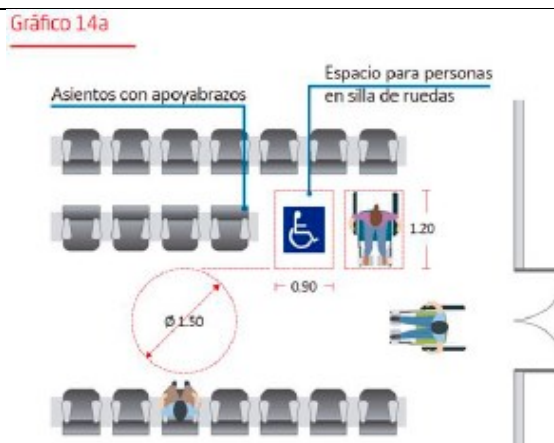 Gráfico 14a
Espacio para personas
en silla de ruedas
Asientos con apoyabrazos
1.20
0.90
Ø 1.50